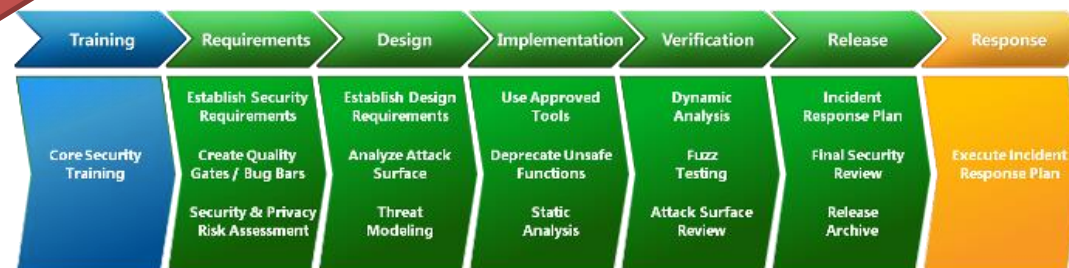 Training
Requirements
Design
Implementation
Verification
Release
Response
Core Security
Training
Establish Security
Requirements
Create Quality
Gates / Bug Bars
Security & Privacy
Risk Assessment
Establish Design
Requirements
Analyze Attack
Surface
Threat
Modeling
Use Approved
Tools
Deprecate Unsafe
Functions
Static
Analysis
Dynamic
Analysis
Fuzz
Testing
Attack Surface
Review
Incident
Response Plan
Final Security
Review
Release
Archive
Execute Incident
Response Plan